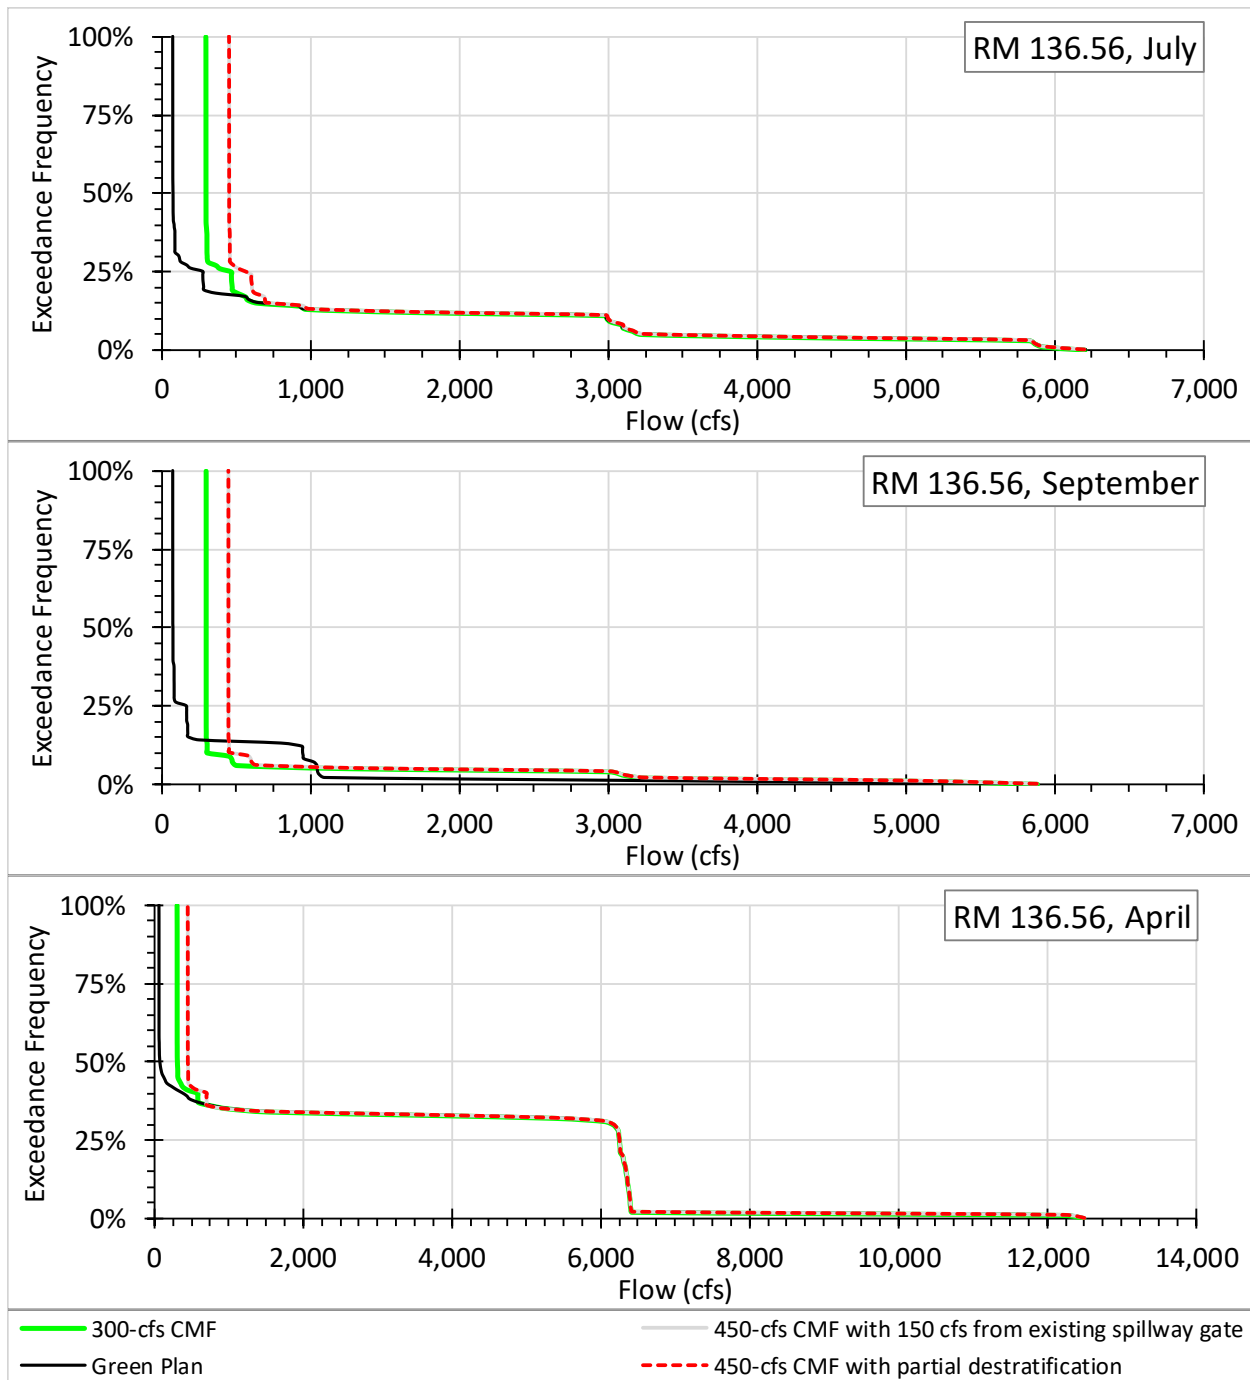 RM 136.56, July
Exceedance Frequency
100%
75%
50%
25%
0%
0 1,000 2,000 3,000 4,000 5,000 6,000 7,000
Flow (cfs)
RM 136.56, September
Exceedance Frequency
100%
75%
50%
25%
0%
0 1,000 2,000 3,000 4,000 5,000 6,000 7,000
Flow (cfs)
RM 136.56, April
Exceedance Frequency
100%
75%
50%
25%
0%
0 2,000 4,000 6,000 8,000 10,000 12,000 14,000
Flow (cfs)
300-cfs CMF
450-cfs CMF with 150 cfs from existing spillway gate
Green Plan
450-cfs CMF with partial destratification